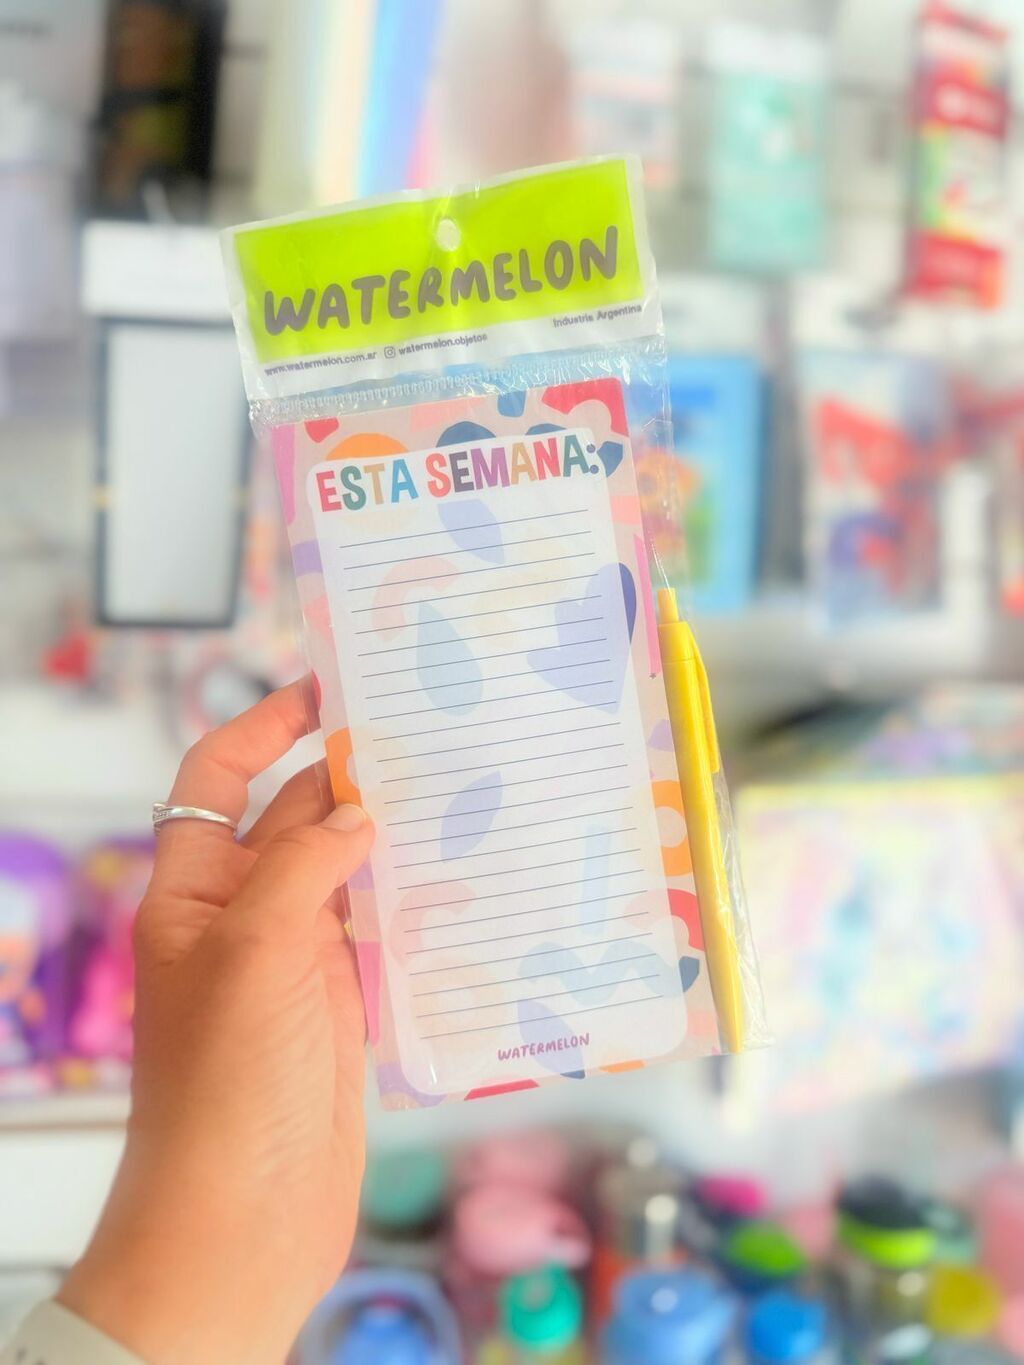 WATERMELON
Industria Argentina
www.watermelon.com.ar watermelon.objetos
ESTA SEMANA:
WATERMELON